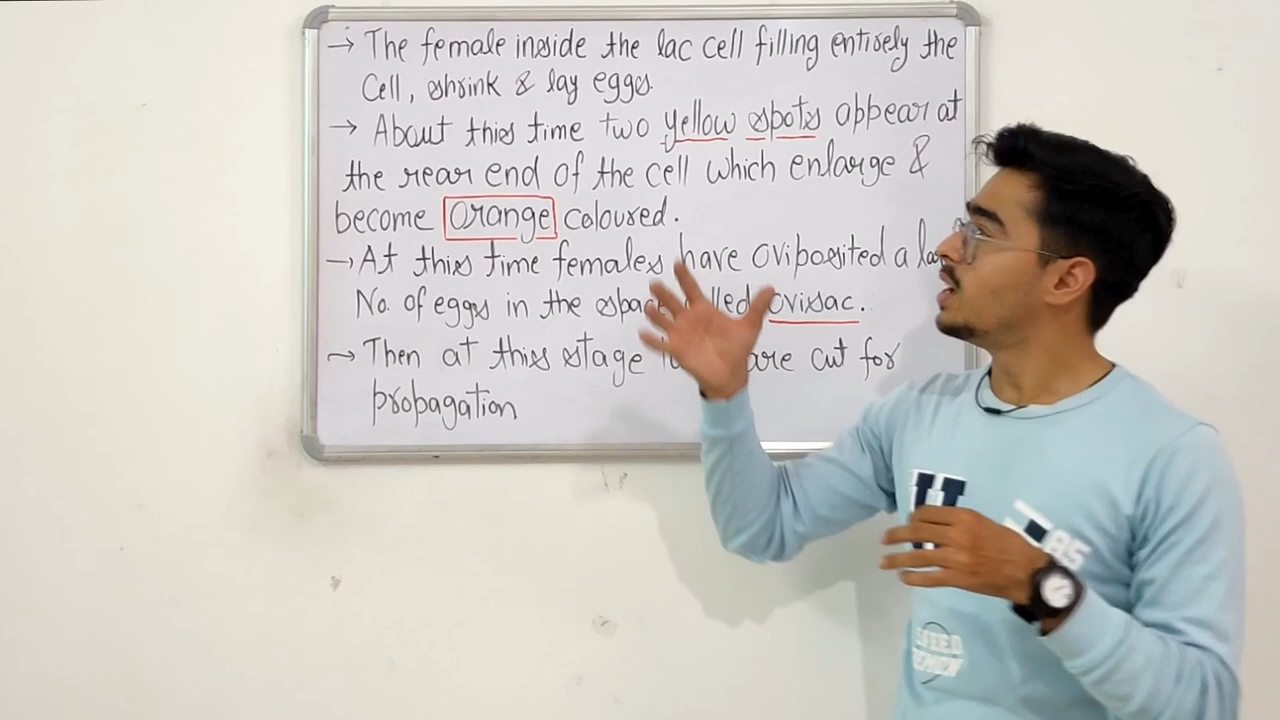 → The female inside the lac cell filling entirely the
Cell, shrink & lay eggs.
→ About this time two yellow spots appear at
the rear end of the cell which enlarge &
become orange coloured.
→ At this time females have oviposited a
No. of eggs in the ovisac.
→ Then at this stage are cut for
propagation
U
SPEED